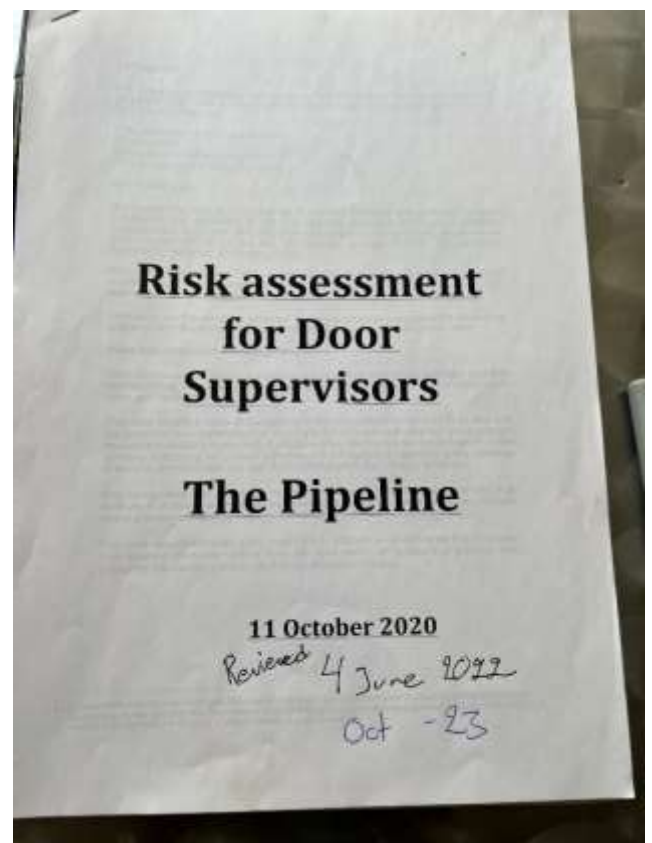 Risk assessment
for Door
Supervisors
The Pipeline
11 October 2020
Reviewed 4 June 2022
Oct - 23